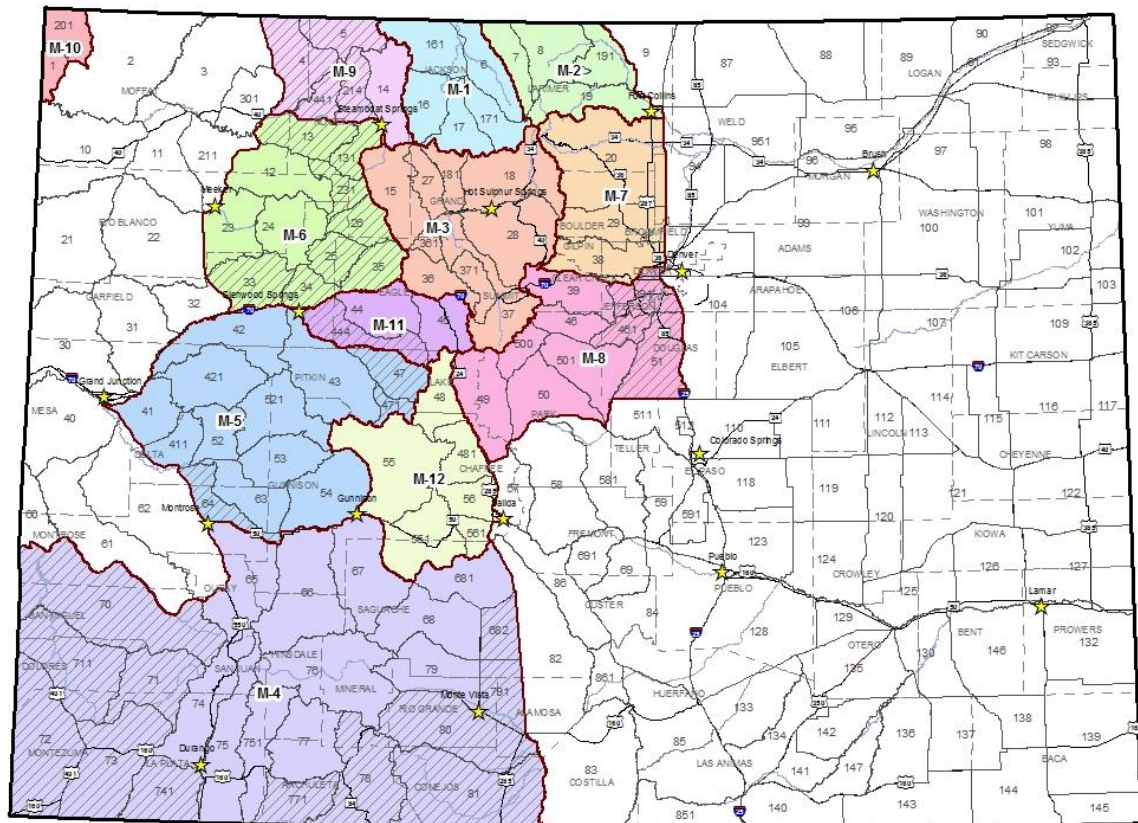 201
M-10
1
2
3
MOFFAT
301
10
11
211
5
4
M-9
214
441
14
Steamboat Springs
161
JACKSON
6
M-1
16
17
171
7
8
M-2
191
LARIMER
19
9
Fort Collins
87
88
89
90
91
SEDGWICK
93
LOGAN
PHILLIPS
WELD
951
94
95
96
Brush
MORGAN
97
98
13
12
131
231
Meeker
RIO BLANCO
23
24
M-6
26
25
35
33
34
21
22
GARFIELD
32
31
30
Glenwood Springs
15
27
181
18
GRAND
Hot Sulphur Springs
M-3
28
361
36
371
SUMMIT
37
20
M-7
29
BOULDER
BROOMFIELD
GILPIN
38
Denver
ADAMS
99
WASHINGTON
100
101
YUMA
102
103
ARAPAHOE
104
106
107
109
105
ELBERT
KIT CARSON
EAGLE
44
M-11
444
45
47
471
CLEAR CREEK
39
JEFFERSON
46
461
DOUGLAS
51
500
501
M-8
50
PARK
49
LAKE
48
42
421
PITKIN
43
521
M-5
41
411
52
53
DELTA
GUNNISON
63
54
64
Grand Junction
MESA
40
62
Montrose
MONTROSE
60
61
Gunnison
55
481
M-12
CHAFFEE
56
551
561
57
Salida
58
581
TELLER
511
512
59
591
EL PASO
Colorado Springs
110
111
112
LINCOLN
113
114
115
116
117
CHEYENNE
118
119
120
121
122
FREMONT
691
69
86
84
CUSTER
Pueblo
PUEBLO
123
124
128
129
CROWLEY
125
KIOWA
126
127
Lamar
BENT
PROWERS
132
146
130
OTERO
135
OURAY
65
66
67
681
68
SAGUACHE
682
70
SAN MIGUEL
DOLORES
711
71
72
MONTEZUMA
73
74
SAN JUAN
HINSDALE
76
M-4
MINERAL
79
Monte Vista
791
RIO GRANDE
ALAMOSA
80
Durango
LA PLATA
741
75
751
77
ARCHULETA
771
78
CONEJOS
81
82
861
83
COSTILLA
HUERFANO
85
851
133
134
LAS ANIMAS
140
141
142
147
136
137
143
144
138
139
BACA
145